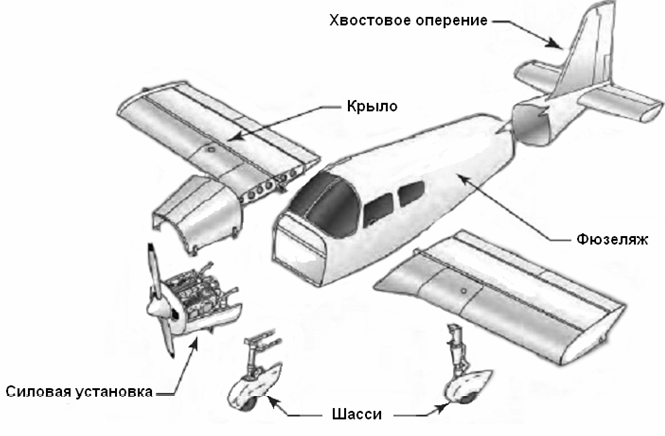 Хвостовое оперение
Крыло
Фюзеляж
Силовая установка
Шасси